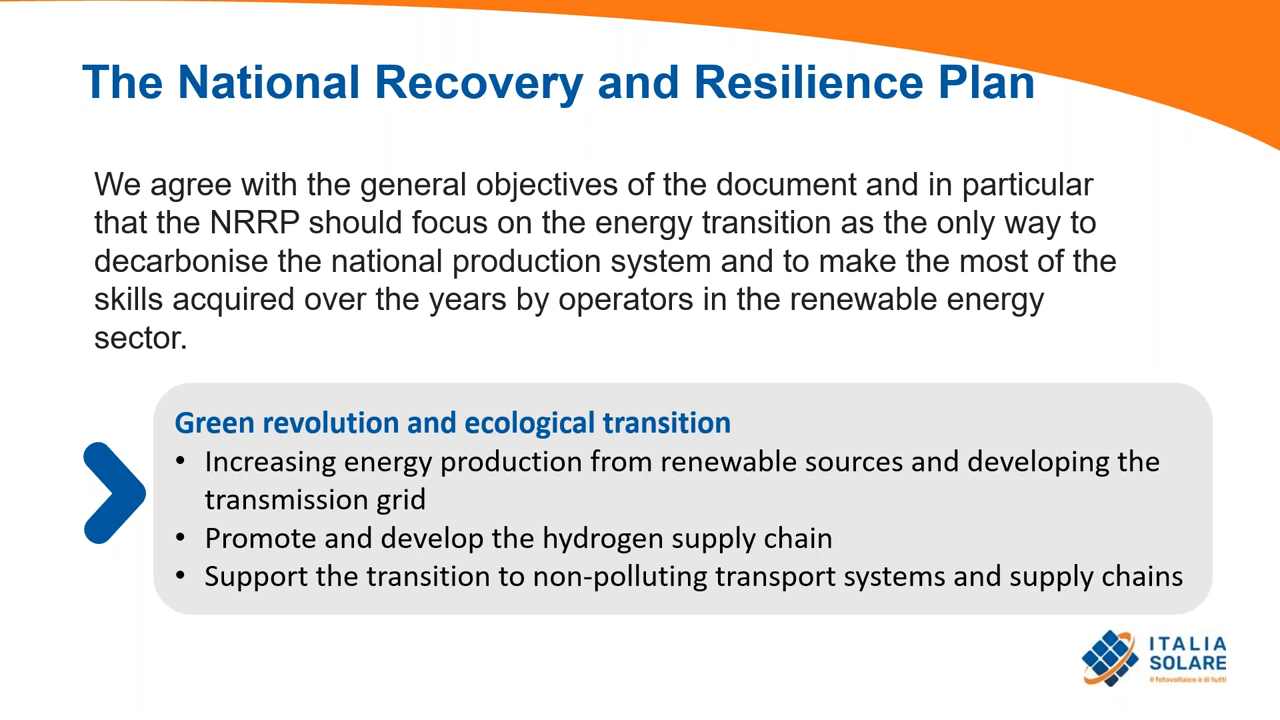 The National Recovery and Resilience Plan
We agree with the general objectives of the document and in particular
that the NRRP should focus on the energy transition as the only way to
decarbonise the national production system and to make the most of the
skills acquired over the years by operators in the renewable energy
sector.
Green revolution and ecological transition
• Increasing energy production from renewable sources and developing the
transmission grid
• Promote and develop the hydrogen supply chain
• Support the transition to non-polluting transport systems and supply chains
ITALIA
SOLARE
Il fotovoltaico è di tutti